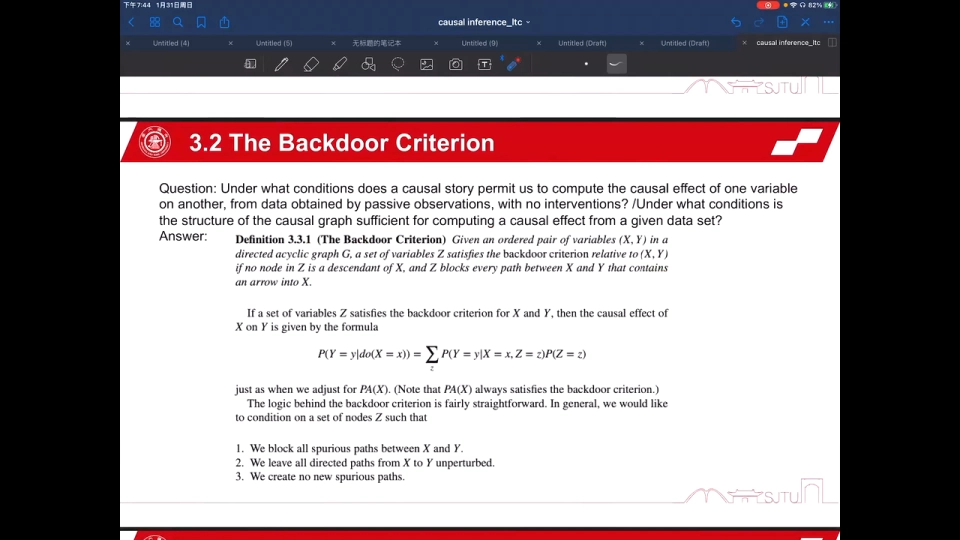 下午7:44 1月31日周日
82%
causal inference_ltc
Untitled (4)
Untitled (5)
无标题的笔记本
Untitled (9)
Untitled (Draft)
Untitled (Draft)
causal inference_ltc
SJTU
3.2 The Backdoor Criterion
Question: Under what conditions does a causal story permit us to compute the causal effect of one variable
on another, from data obtained by passive observations, with no interventions? /Under what conditions is
the structure of the causal graph sufficient for computing a causal effect from a given data set?
Answer:
Definition 3.3.1 (The Backdoor Criterion) Given an ordered pair of variables (X, Y) in a
directed acyclic graph G, a set of variables Z satisfies the backdoor criterion relative to (X, Y)
if no node in Z is a descendant of X, and Z blocks every path between X and Y that contains
an arrow into X.
If a set of variables Z satisfies the backdoor criterion for X and Y, then the causal effect of
X on Y is given by the formula
P(Y = y|do(X = x)) = ∑ P(Y = y|X = x, Z = z)P(Z = z)
z
just as when we adjust for PA(X). (Note that PA(X) always satisfies the backdoor criterion.)
The logic behind the backdoor criterion is fairly straightforward. In general, we would like
to condition on a set of nodes Z such that
1. We block all spurious paths between X and Y.
2. We leave all directed paths from X to Y unperturbed.
3. We create no new spurious paths.
SJTU